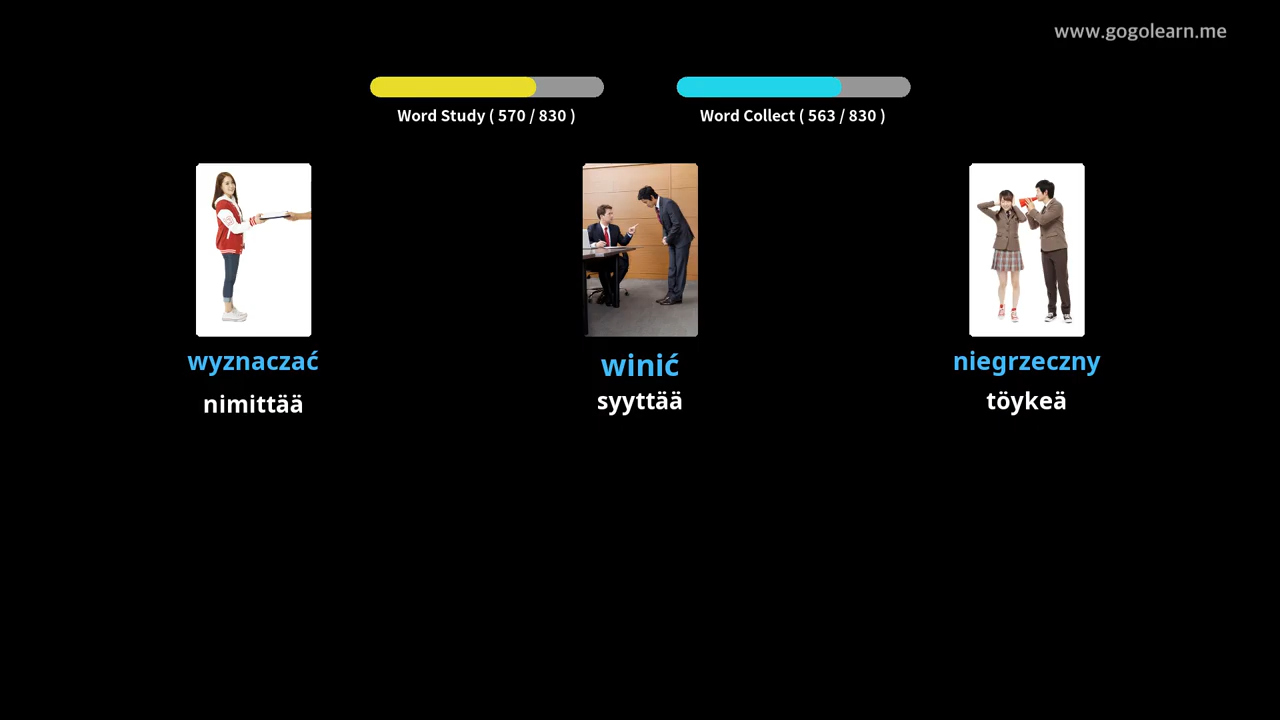 www.gogolearn.me
Word Study ( 570 / 830 )
Word Collect ( 563 / 830 )
wyznaczać
winić
niegrzeczny
nimittää
syyttää
töykeä